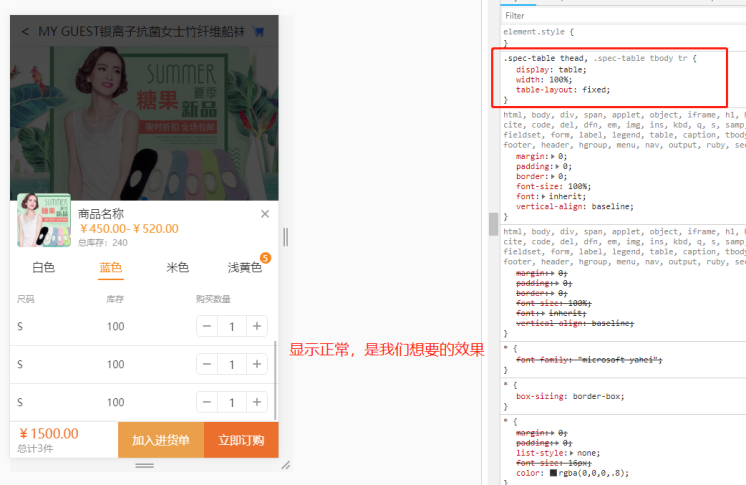 < MY GUEST银离子抗菌女士竹纤维船袜
SUMMER
夏季
糖果新品
限时折扣 全场包邮
SUMMER
糖果
夏季
新品
商品名称
×
￥450.00-￥520.00
总库存：240
白色 蓝色 米色 浅黄色 5
尺码 库存 购买数量
S 100 − 1 +
S 100 − 1 +
S 100 − 1 +
￥1500.00
总计3件
加入进货单 立即订购
显示正常，是我们想要的效果
Filter
element.style {
}
.spec-table thead, .spec-table tbody tr {
display: table;
width: 100%;
table-layout: fixed;
}
html, body, div, span, applet, object, iframe, h1, h
cite, code, del, dfn, em, img, ins, kbd, q, s, samp,
fieldset, form, label, legend, table, caption, tbody
footer, header, hgroup, menu, nav, output, ruby, sec
margin: 0;
padding: 0;
border: 0;
font-size: 100%;
font: inherit;
vertical-align: baseline;
}
html, body, div, span, applet, object, iframe, h1, h
cite, code, del, dfn, em, img, ins, kbd, q, s, samp,
fieldset, form, label, legend, table, caption, tbody
footer, header, hgroup, menu, nav, output, ruby, sec
margin: 0;
padding: 0;
border: 0;
font-size: 100%;
font: inherit;
vertical-align: baseline;
}
* {
font-family: "microsoft yahei";
}
* {
box-sizing: border-box;
}
* {
margin: 0;
padding: 0;
list-style: none;
font-size: 16px;
color: rgba(0,0,0,.8);
}